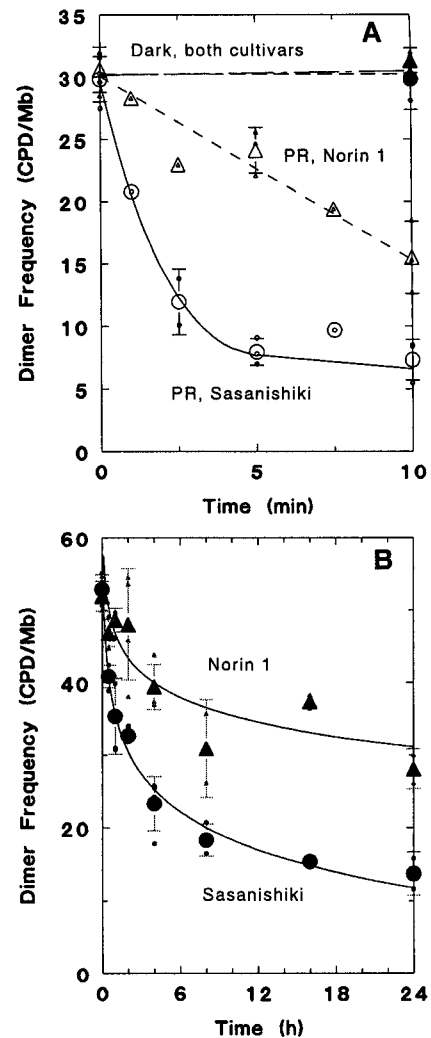 A
Dark, both cultivars
35
30
25
20
15
10
5
0
PR, Norin 1
PR, Sasanishiki
Dimer Frequency (CPD/Mb)
0
5
10
Time (min)
B
60
40
20
0
Norin 1
Sasanishiki
Dimer Frequency (CPD/Mb)
0
6
12
18
24
Time (h)